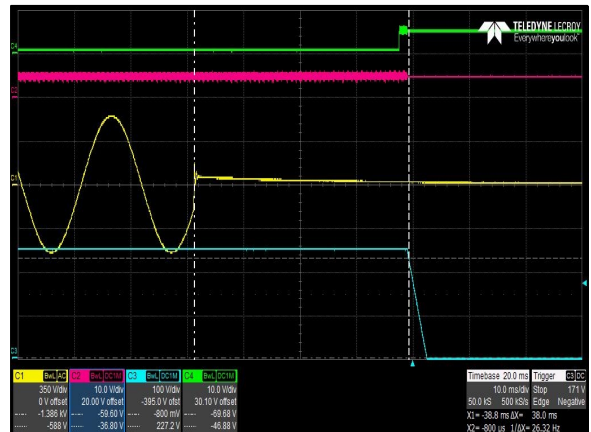 TELEDYNE LECROY
Everywhereyoulook
C4
C2
C1
C3
C1 BwL AC
350 V/div
0 V offset
-1.386 kV
-588 V
C2 BwL DC1M
10.0 V/div
20.00 V offset
-59.60 V
-36.80 V
C3 BwL DC1M
100 V/div
-395.0 V ofst
-800 mV
227.2 V
C4 BwL DC1M
10.0 V/div
30.10 V offset
-69.68 V
-46.88 V
Timebase 20.0 ms
10.0 ms/div
50.0 kS 500 kS/s
Trigger C3 DC
Stop 171 V
Edge Negative
X1= -38.8 ms ΔX= 38.0 ms
X2= -800 µs 1/ΔX= 26.32 Hz